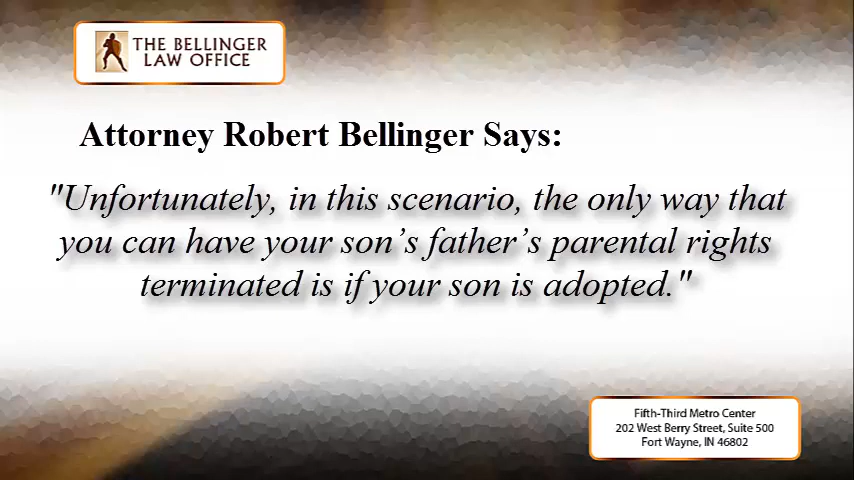 THE BELLINGER
LAW OFFICE
Attorney Robert Bellinger Says:
"Unfortunately, in this scenario, the only way that
you can have your son’s father’s parental rights
terminated is if your son is adopted."
Fifth-Third Metro Center
202 West Berry Street, Suite 500
Fort Wayne, IN 46802